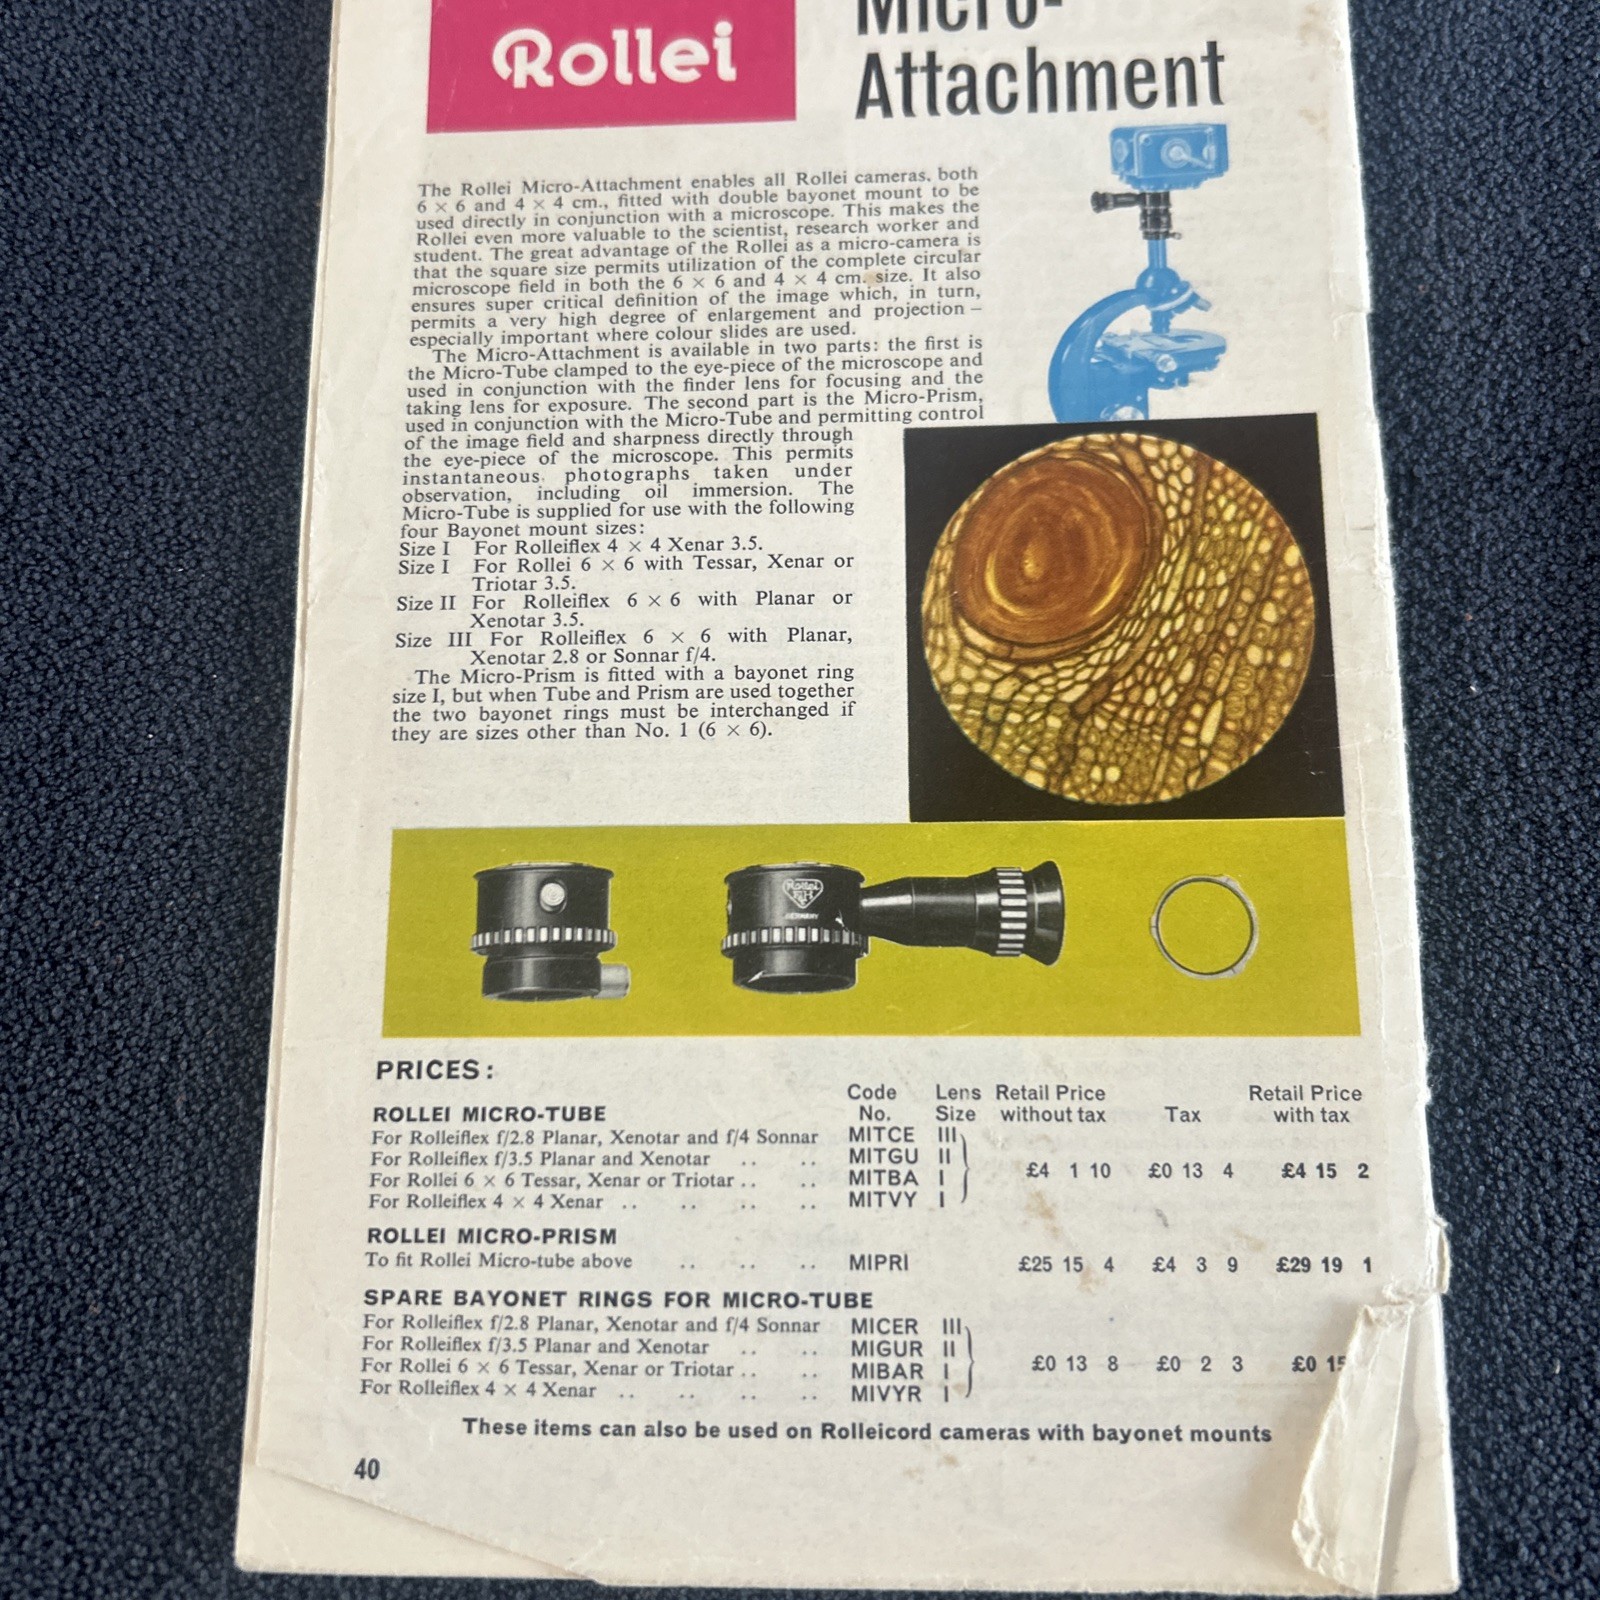 Rollei
Micro-
Attachment
The Rollei Micro-Attachment enables all Rollei cameras, both
6 × 6 and 4 × 4 cm., fitted with double bayonet mount to be
used directly in conjunction with a microscope. This makes the
Rollei even more valuable to the scientist, research worker and
student. The great advantage of the Rollei as a micro-camera is
that the square size permits utilization of the complete circular
microscope field in both the 6 × 6 and 4 × 4 cm. size. It also
ensures super critical definition of the image which, in turn,
permits a very high degree of enlargement and projection –
especially important where colour slides are used.
The Micro-Attachment is available in two parts: the first is
the Micro-Tube clamped to the eye-piece of the microscope and
used in conjunction with the finder lens for focusing and the
taking lens for exposure. The second part is the Micro-Prism,
used in conjunction with the Micro-Tube and permitting control
of the image field and sharpness directly through
the eye-piece of the microscope. This permits
instantaneous photographs taken under
observation, including oil immersion. The
Micro-Tube is supplied for use with the following
four Bayonet mount sizes:
Size I For Rolleiflex 4 × 4 Xenar 3.5.
Size I For Rollei 6 × 6 with Tessar, Xenar or
Triotar 3.5.
Size II For Rolleiflex 6 × 6 with Planar or
Xenotar 3.5.
Size III For Rolleiflex 6 × 6 with Planar,
Xenotar 2.8 or Sonnar f/4.
The Micro-Prism is fitted with a bayonet ring
size I, but when Tube and Prism are used together
the two bayonet rings must be interchanged if
they are sizes other than No. 1 (6 × 6).
Rollei
GERMANY
PRICES:
Code Lens Retail Price Retail Price
ROLLEI MICRO-TUBE No. Size without tax Tax with tax
For Rolleiflex f/2.8 Planar, Xenotar and f/4 Sonnar MITCE III
For Rolleiflex f/3.5 Planar and Xenotar .. .. MITGU II
£4 1 10 £0 13 4 £4 15 2
For Rollei 6 × 6 Tessar, Xenar or Triotar .. .. MITBA I
For Rolleiflex 4 × 4 Xenar .. .. .. .. MITVY I
ROLLEI MICRO-PRISM
To fit Rollei Micro-tube above .. .. .. MIPRI £25 15 4 £4 3 9 £29 19 1
SPARE BAYONET RINGS FOR MICRO-TUBE
For Rolleiflex f/2.8 Planar, Xenotar and f/4 Sonnar MICER III
For Rolleiflex f/3.5 Planar and Xenotar .. .. MIGUR II
£0 13 8 £0 2 3 £0 15
For Rollei 6 × 6 Tessar, Xenar or Triotar .. .. MIBAR I
For Rolleiflex 4 × 4 Xenar .. .. .. .. MIVYR I
These items can also be used on Rolleicord cameras with bayonet mounts
40